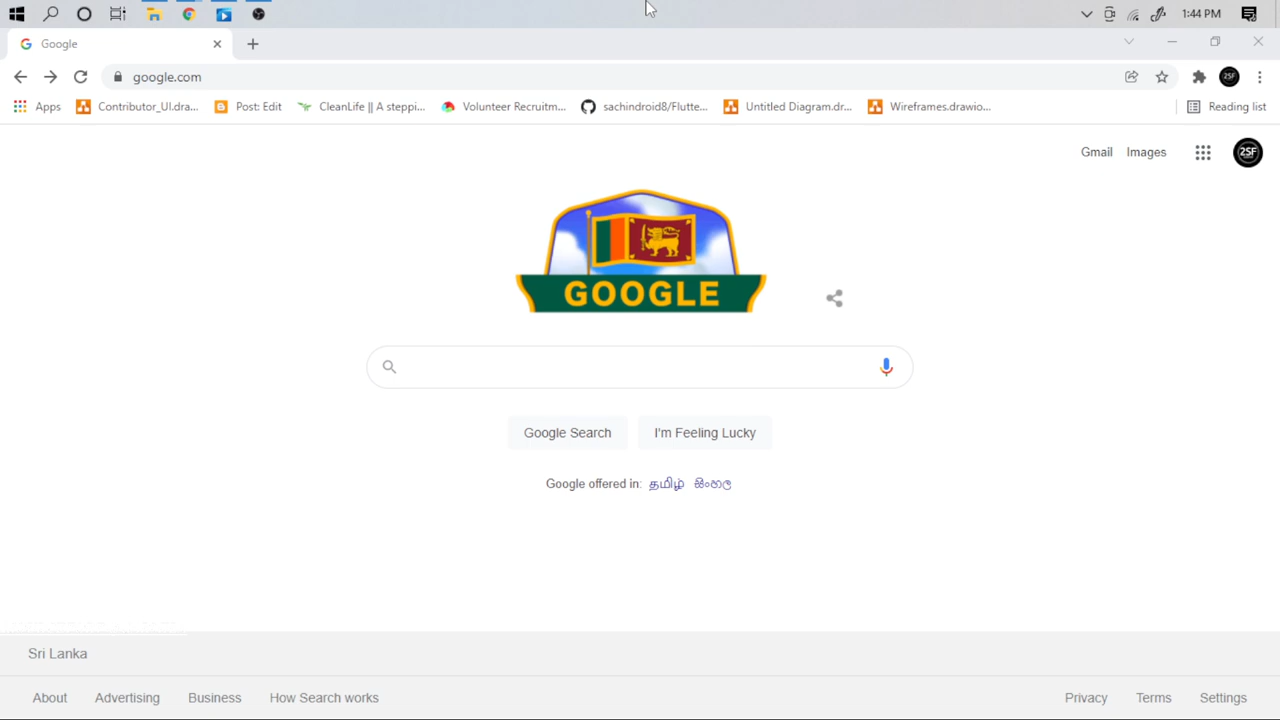 1:44 PM
Google
google.com
Apps Contributor_UI.dra... Post: Edit CleanLife || A steppi... Volunteer Recruitm... sachindroid8/Flutte... Untitled Diagram.dr... Wireframes.drawio... Reading list
Gmail Images 2SF
GOOGLE
Google Search I'm Feeling Lucky
Google offered in: தமிழ் සිංහල
Sri Lanka
About Advertising Business How Search works Privacy Terms Settings